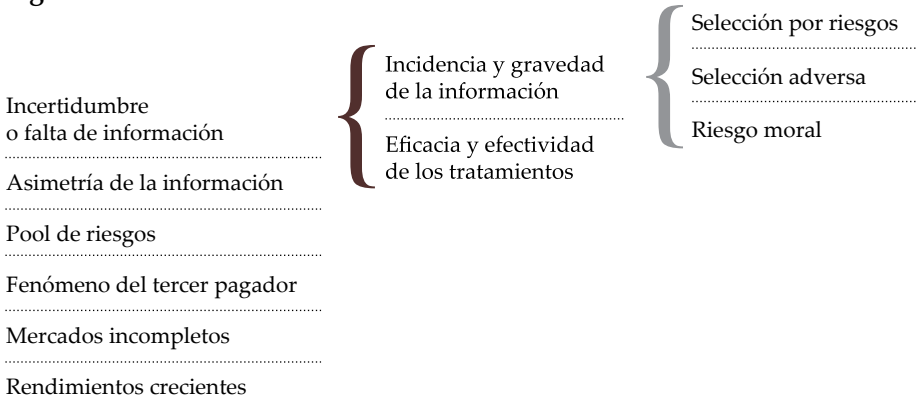 Incertidumbre
o falta de información
Asimetría de la información
Pool de riesgos
Fenómeno del tercer pagador
Mercados incompletos
Rendimientos crecientes
Incidencia y gravedad
de la información
Eficacia y efectividad
de los tratamientos
Selección por riesgos
Selección adversa
Riesgo moral